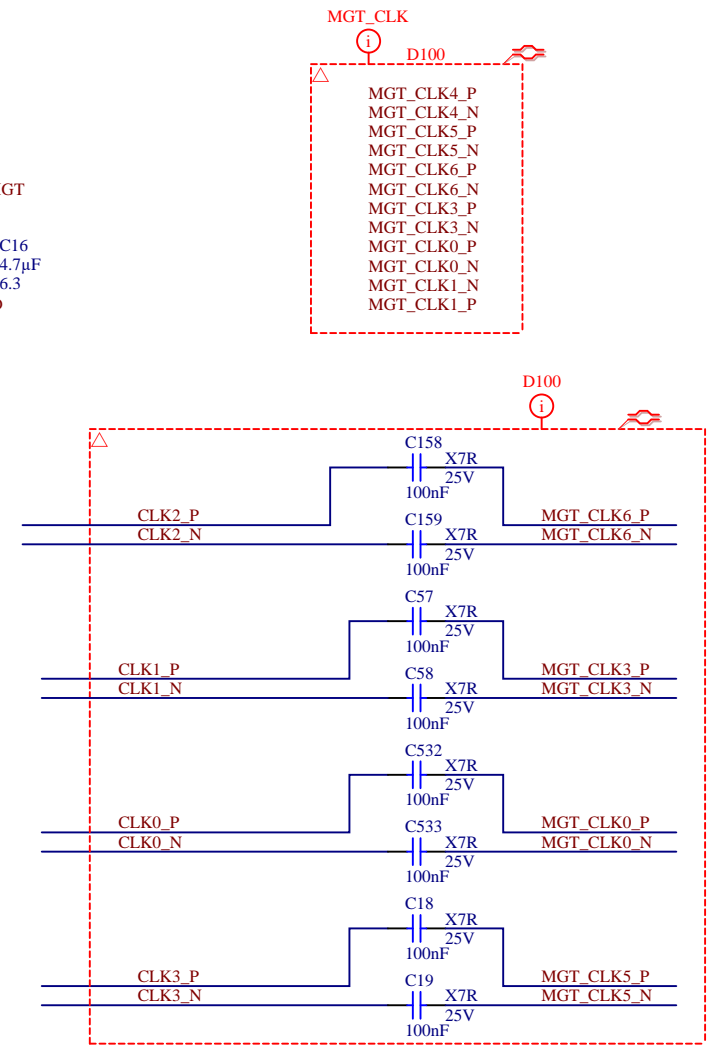 MGT_CLK
i
D100
MGT_CLK4_P
MGT_CLK4_N
MGT_CLK5_P
MGT_CLK5_N
MGT_CLK6_P
MGT_CLK6_N
MGT_CLK3_P
MGT_CLK3_N
MGT_CLK0_P
MGT_CLK0_N
MGT_CLK1_N
MGT_CLK1_P
C16
4.7µF
6.3
D100
i
C158
X7R
25V
100nF
CLK2_P
MGT_CLK6_P
C159
CLK2_N
X7R
MGT_CLK6_N
25V
100nF
C57
X7R
25V
100nF
CLK1_P
MGT_CLK3_P
C58
CLK1_N
X7R
MGT_CLK3_N
25V
100nF
C532
X7R
25V
100nF
CLK0_P
MGT_CLK0_P
C533
CLK0_N
X7R
MGT_CLK0_N
25V
100nF
C18
X7R
25V
100nF
CLK3_P
MGT_CLK5_P
C19
CLK3_N
X7R
MGT_CLK5_N
25V
100nF